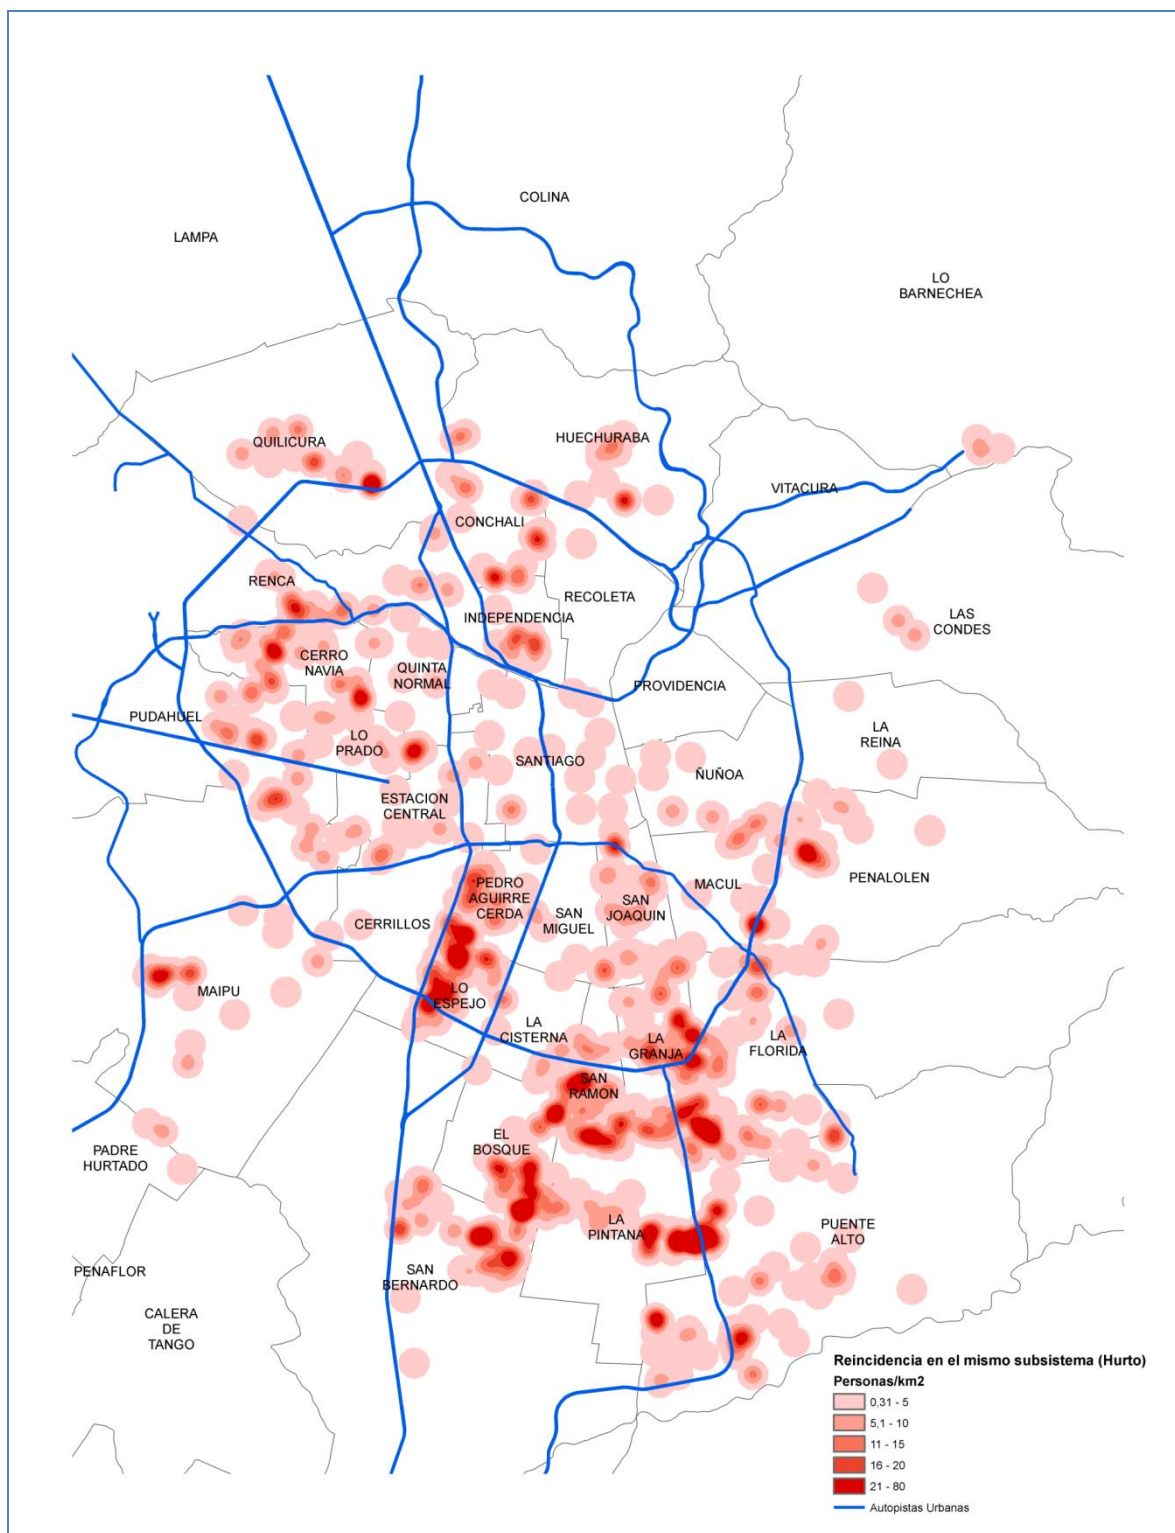 COLINA
LAMPA
LO
BARNECHEA
QUILICURA
HUECHURABA
VITACURA
CONCHALI
RENCA
RECOLETA
INDEPENDENCIA
LAS
CONDES
CERRO
NAVIA
QUINTA
NORMAL
PROVIDENCIA
PUDAHUEL
LO
PRADO
LA
REINA
SANTIAGO
ÑUÑOA
ESTACION
CENTRAL
PEDRO
AGUIRRE
CERDA
MACUL
PENALOLEN
CERRILLOS
SAN
MIGUEL
SAN
JOAQUIN
MAIPU
LO
ESPEJO
LA
CISTERNA
LA
GRANJA
LA
FLORIDA
SAN
RAMON
EL
BOSQUE
PADRE
HURTADO
LA
PINTANA
PUENTE
ALTO
PENAFLOR
SAN
BERNARDO
CALERA
DE
TANGO
Reincidencia en el mismo subsistema (Hurto)
Personas/km2
0,31 - 5
5,1 - 10
11 - 15
16 - 20
21 - 80
Autopistas Urbanas